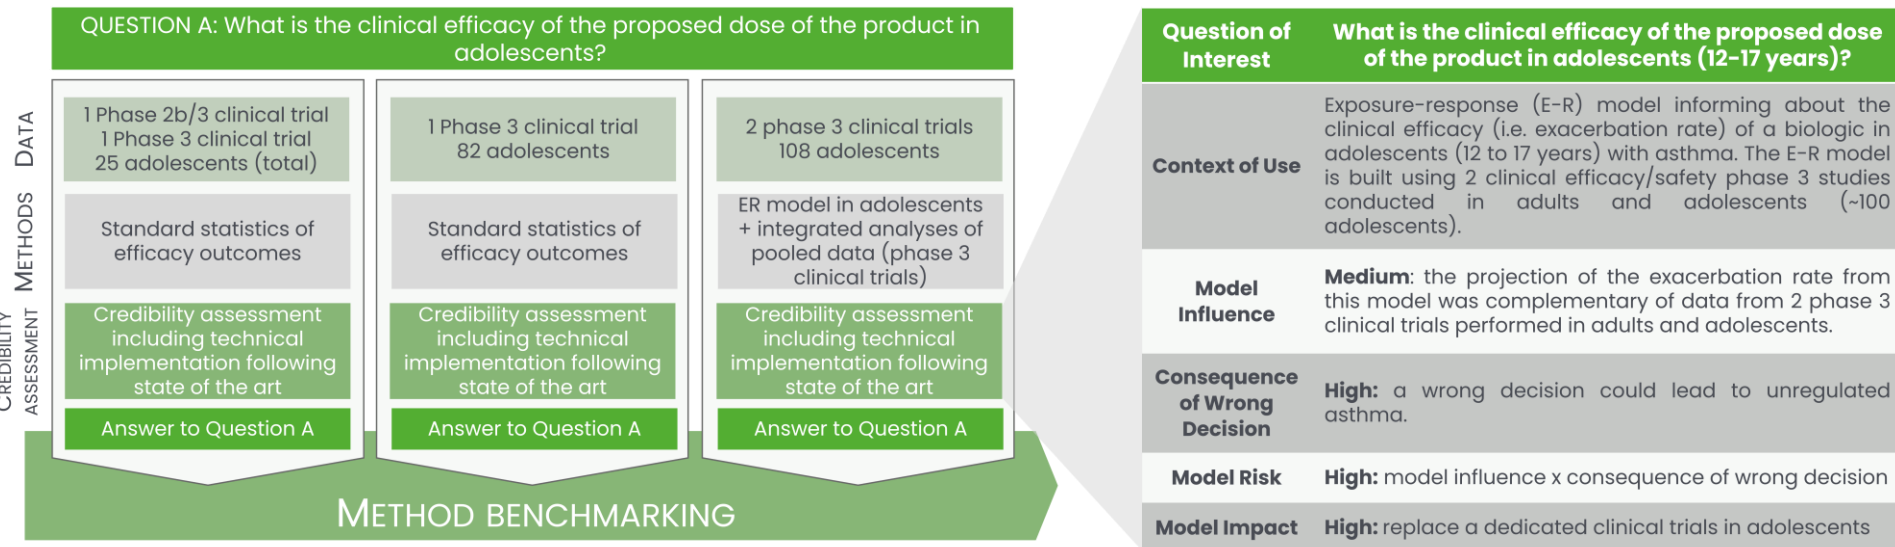 QUESTION A: What is the clinical efficacy of the proposed dose of the product in
adolescents?
DATA
1 Phase 2b/3 clinical trial
1 Phase 3 clinical trial
25 adolescents (total)
1 Phase 3 clinical trial
82 adolescents
2 phase 3 clinical trials
108 adolescents
METHODS
Standard statistics of
efficacy outcomes
Standard statistics of
efficacy outcomes
ER model in adolescents
+ integrated analyses of
pooled data (phase 3
clinical trials)
CREDIBILITY
ASSESSMENT
Credibility assessment
including technical
implementation following
state of the art
Credibility assessment
including technical
implementation following
state of the art
Credibility assessment
including technical
implementation following
state of the art
Answer to Question A
Answer to Question A
Answer to Question A
METHOD BENCHMARKING
Question of
Interest
What is the clinical efficacy of the proposed dose
of the product in adolescents (12-17 years)?
Context of Use
Exposure-response (E-R) model informing about the
clinical efficacy (i.e. exacerbation rate) of a biologic in
adolescents (12 to 17 years) with asthma. The E-R model
is built using 2 clinical efficacy/safety phase 3 studies
conducted in adults and adolescents (~100
adolescents).
Model
Influence
Medium: the projection of the exacerbation rate from
this model was complementary of data from 2 phase 3
clinical trials performed in adults and adolescents.
Consequence
of Wrong
Decision
High: a wrong decision could lead to unregulated
asthma.
Model Risk
High: model influence x consequence of wrong decision
Model Impact
High: replace a dedicated clinical trials in adolescents